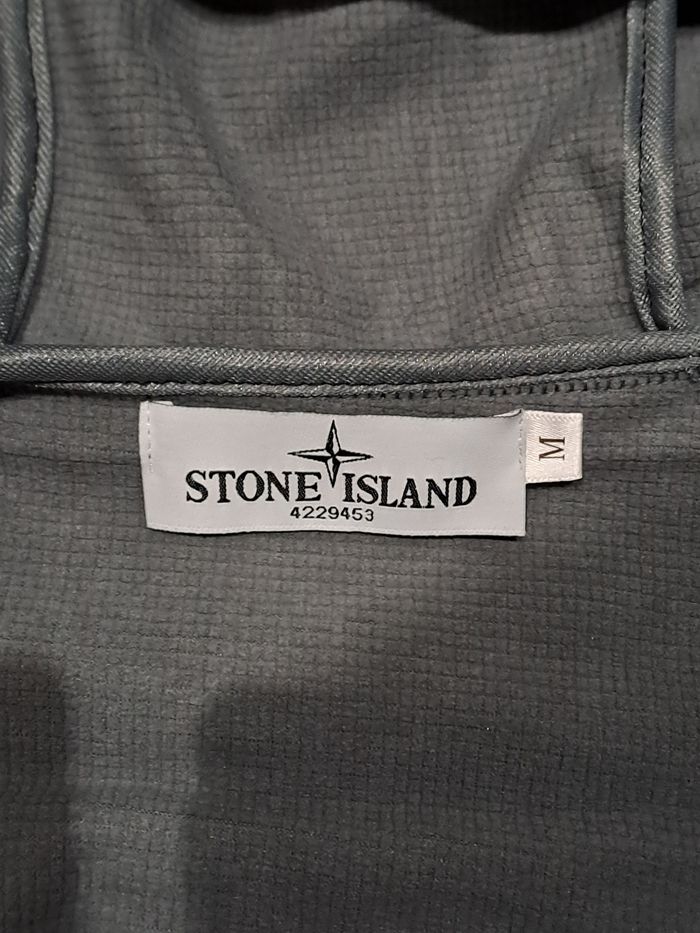 STONE ISLAND
4229453
M